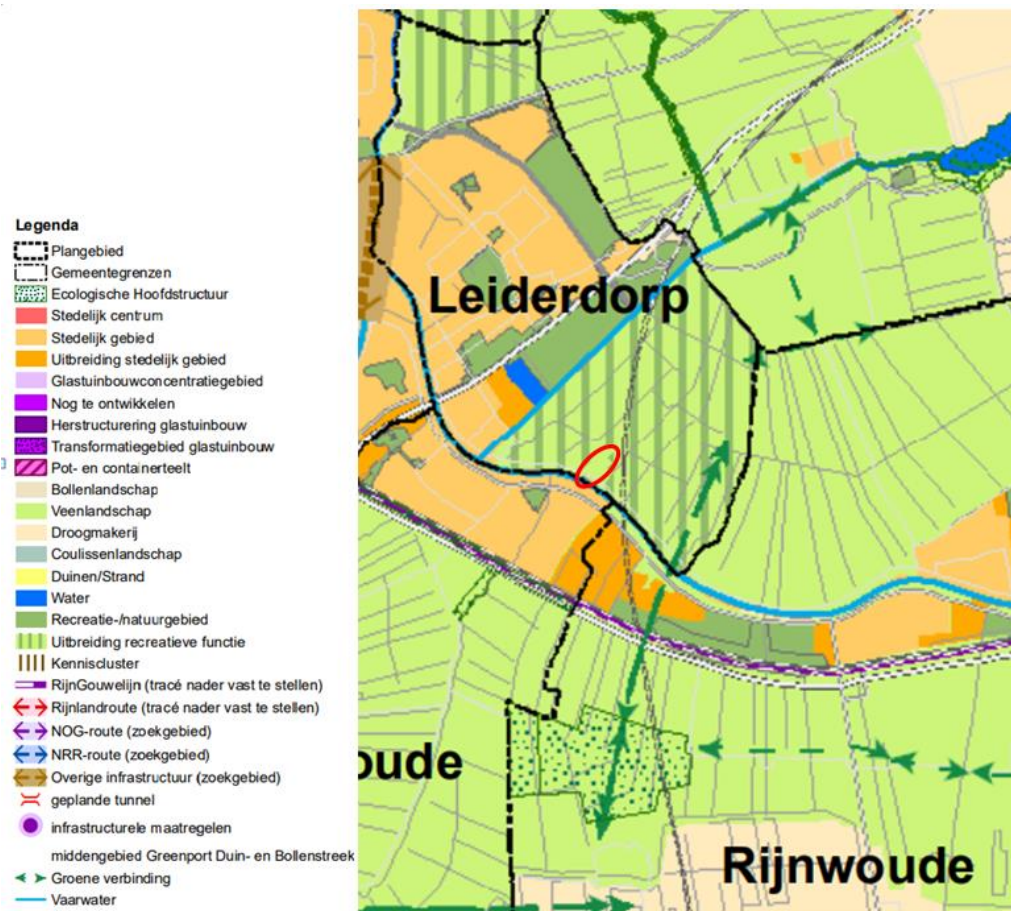 Legenda
Plangebied
Gemeentegrenzen
Ecologische Hoofdstructuur
Stedelijk centrum
Stedelijk gebied
Uitbreiding stedelijk gebied
Glastuinbouwconcentratiegebied
Nog te ontwikkelen
Herstructurering glastuinbouw
Transformatiegebied glastuinbouw
Pot- en containerteelt
Bollenlandschap
Veenlandschap
Droogmakerij
Coulissenlandschap
Duinen/Strand
Water
Recreatie-/natuurgebied
Uitbreiding recreatieve functie
Kenniscluster
RijnGouwelijn (tracé nader vast te stellen)
Rijnlandroute (tracé nader vast te stellen)
NOG-route (zoekgebied)
NRR-route (zoekgebied)
Overige infrastructuur (zoekgebied)
geplande tunnel
infrastructurele maatregelen
middengebied Greenport Duin- en Bollenstreek
Groene verbinding
Vaarwater
Leiderdorp
oude
Rijnwoude